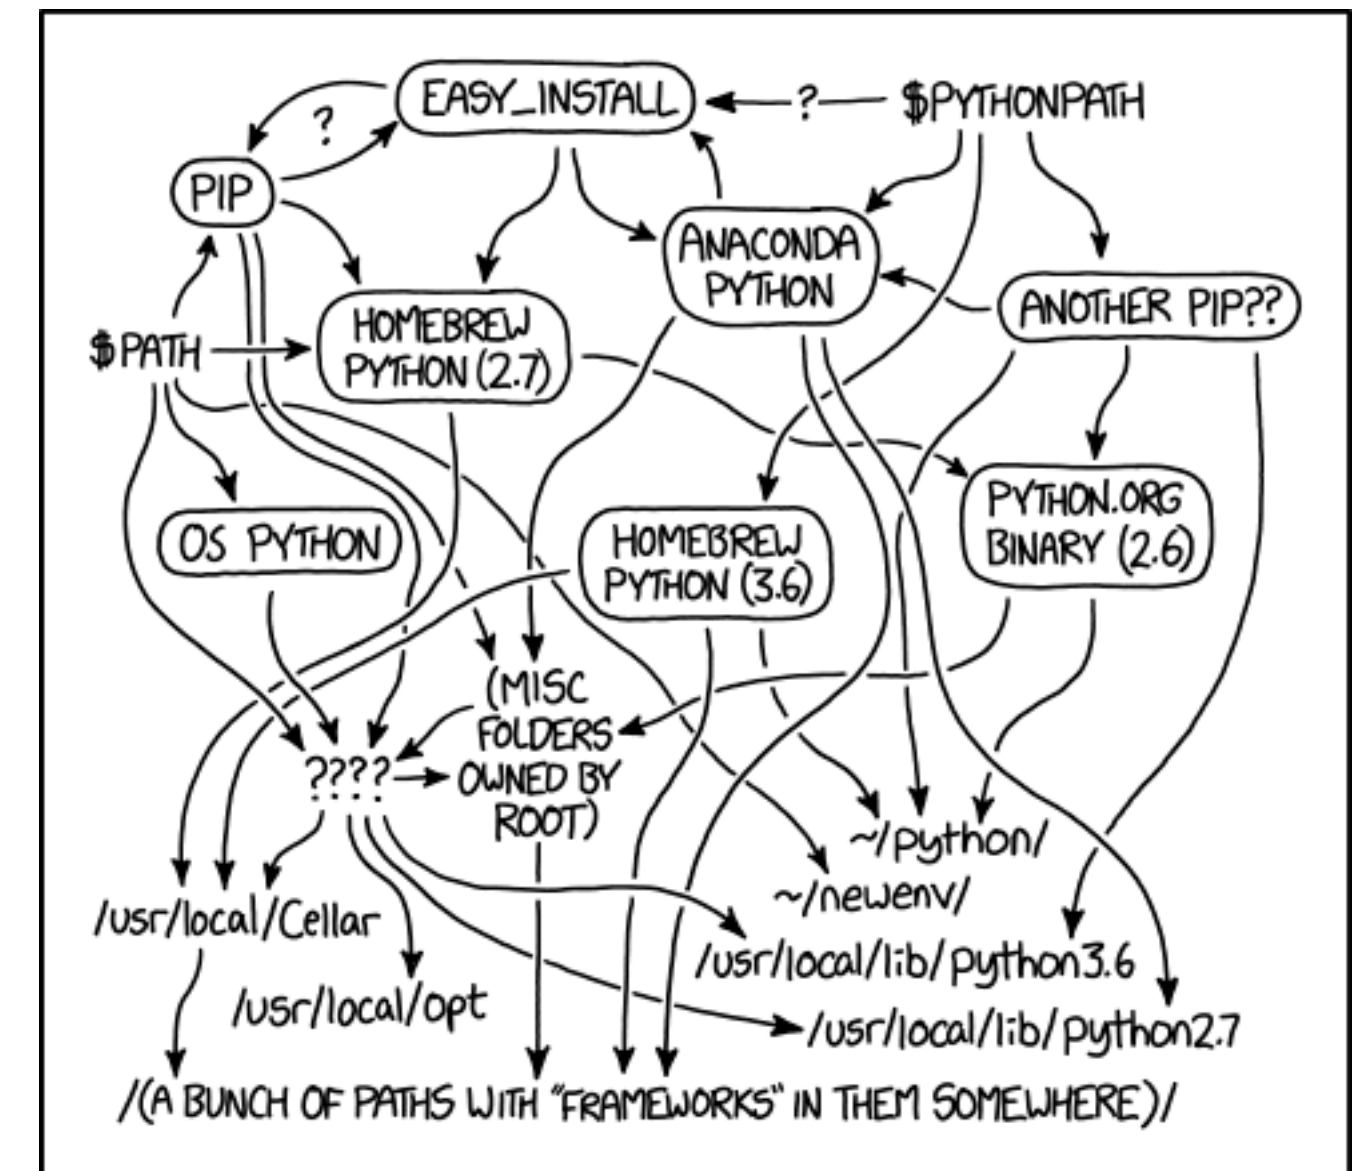 EASY_INSTALL
?
$PYTHONPATH
?
PIP
ANACONDA
PYTHON
ANOTHER PIP??
HOMEBREW
PYTHON (2.7)
$PATH
OS PYTHON
HOMEBREW
PYTHON (3.6)
PYTHON.ORG
BINARY (2.6)
(MISC
FOLDERS
OWNED BY
ROOT)
????
~/python/
~/newenv/
/usr/local/Cellar
/usr/local/lib/python3.6
/usr/local/opt
/usr/local/lib/python2.7
/(A BUNCH OF PATHS WITH "FRAMEWORKS" IN THEM SOMEWHERE)/